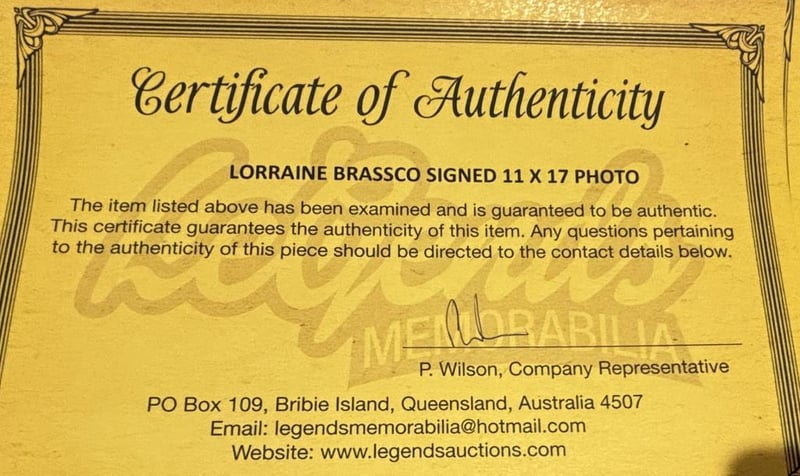 Certificate of Authenticity
LORRAINE BRASSCO SIGNED 11 X 17 PHOTO
The item listed above has been examined and is guaranteed to be authentic.
This certificate guarantees the authenticity of this item. Any questions pertaining
to the authenticity of this piece should be directed to the contact details below.
Legends
MEMORABILIA
P. Wilson, Company Representative
PO Box 109, Bribie Island, Queensland, Australia 4507
Email: legendsmemorabilia@hotmail.com
Website: www.legendsauctions.com